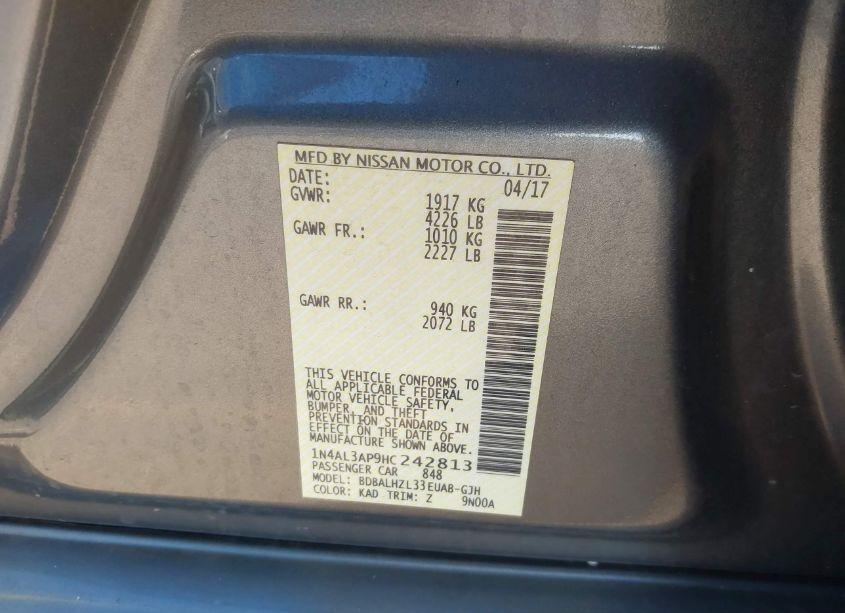 MFD BY NISSAN MOTOR CO., LTD.
DATE: 04/17
GVWR: 1917 KG
4226 LB
GAWR FR.: 1010 KG
2227 LB
GAWR RR.: 940 KG
2072 LB
THIS VEHICLE CONFORMS TO
ALL APPLICABLE FEDERAL
MOTOR VEHICLE SAFETY,
BUMPER, AND THEFT
PREVENTION STANDARDS IN
EFFECT ON THE DATE OF
MANUFACTURE SHOWN ABOVE.
1N4AL3AP9HC242813
PASSENGER CAR 848
MODEL: BDBALHZL33EUAB-GJH
COLOR: KAD TRIM: Z 9N00A